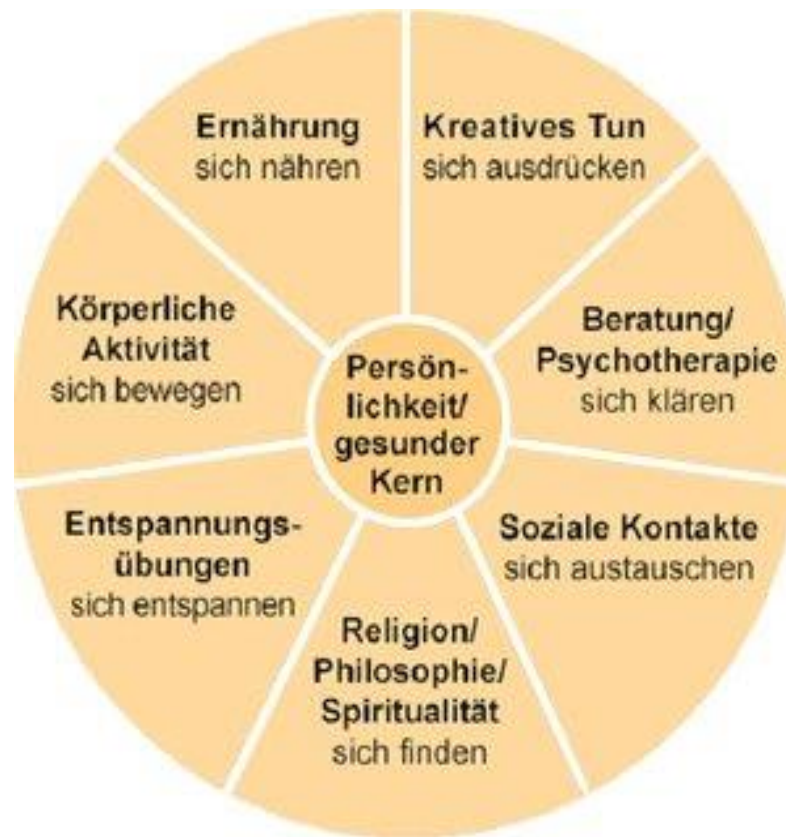 Ernährung
sich nähren
Kreatives Tun
sich ausdrücken
Körperliche
Aktivität
sich bewegen
Beratung/
Psychotherapie
sich klären
Persön-
lichkeit/
gesunder
Kern
Entspannungs-
übungen
sich entspannen
Soziale Kontakte
sich austauschen
Religion/
Philosophie/
Spiritualität
sich finden